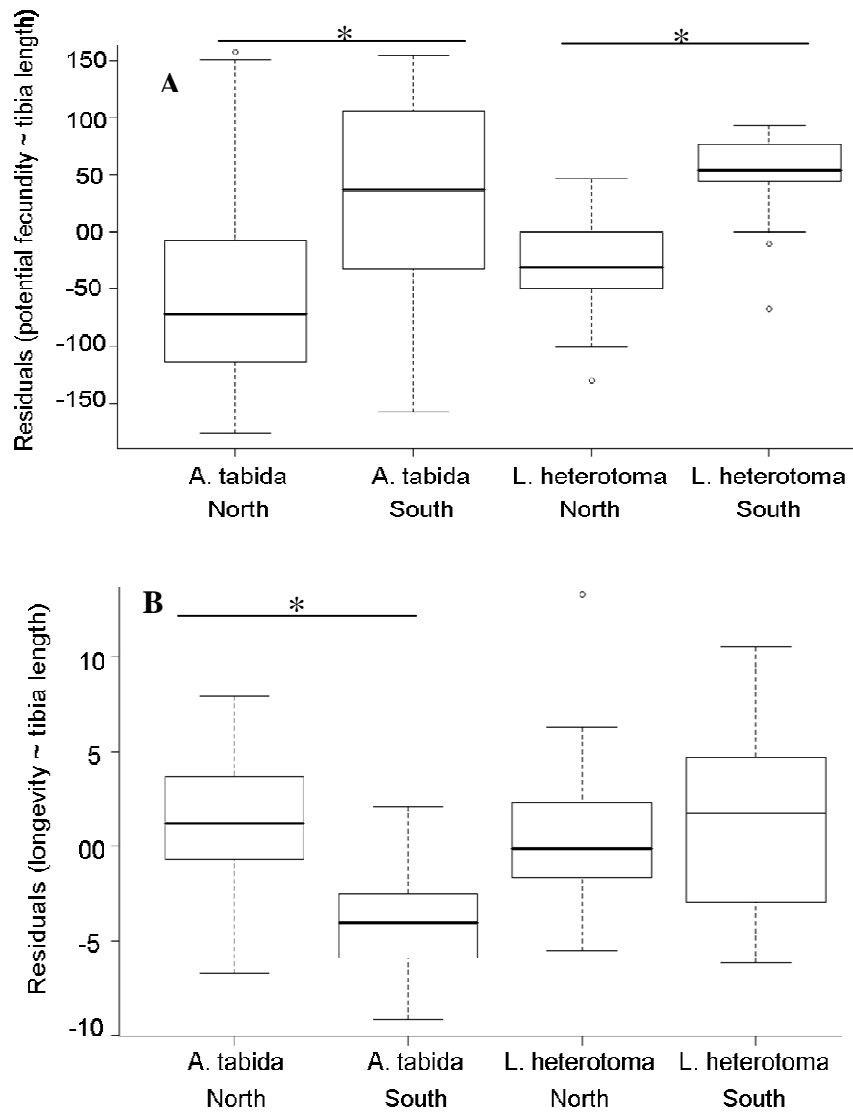 *
*
A
Residuals (potential fecundity ~ tibia length)
150
100
50
00
-50
-100
-150
A. tabida
North
A. tabida
South
L. heterotoma
North
L. heterotoma
South
B
*
Residuals (longevity ~ tibia length)
10
5
00
-5
-10
A. tabida
North
A. tabida
South
L. heterotoma
North
L. heterotoma
South